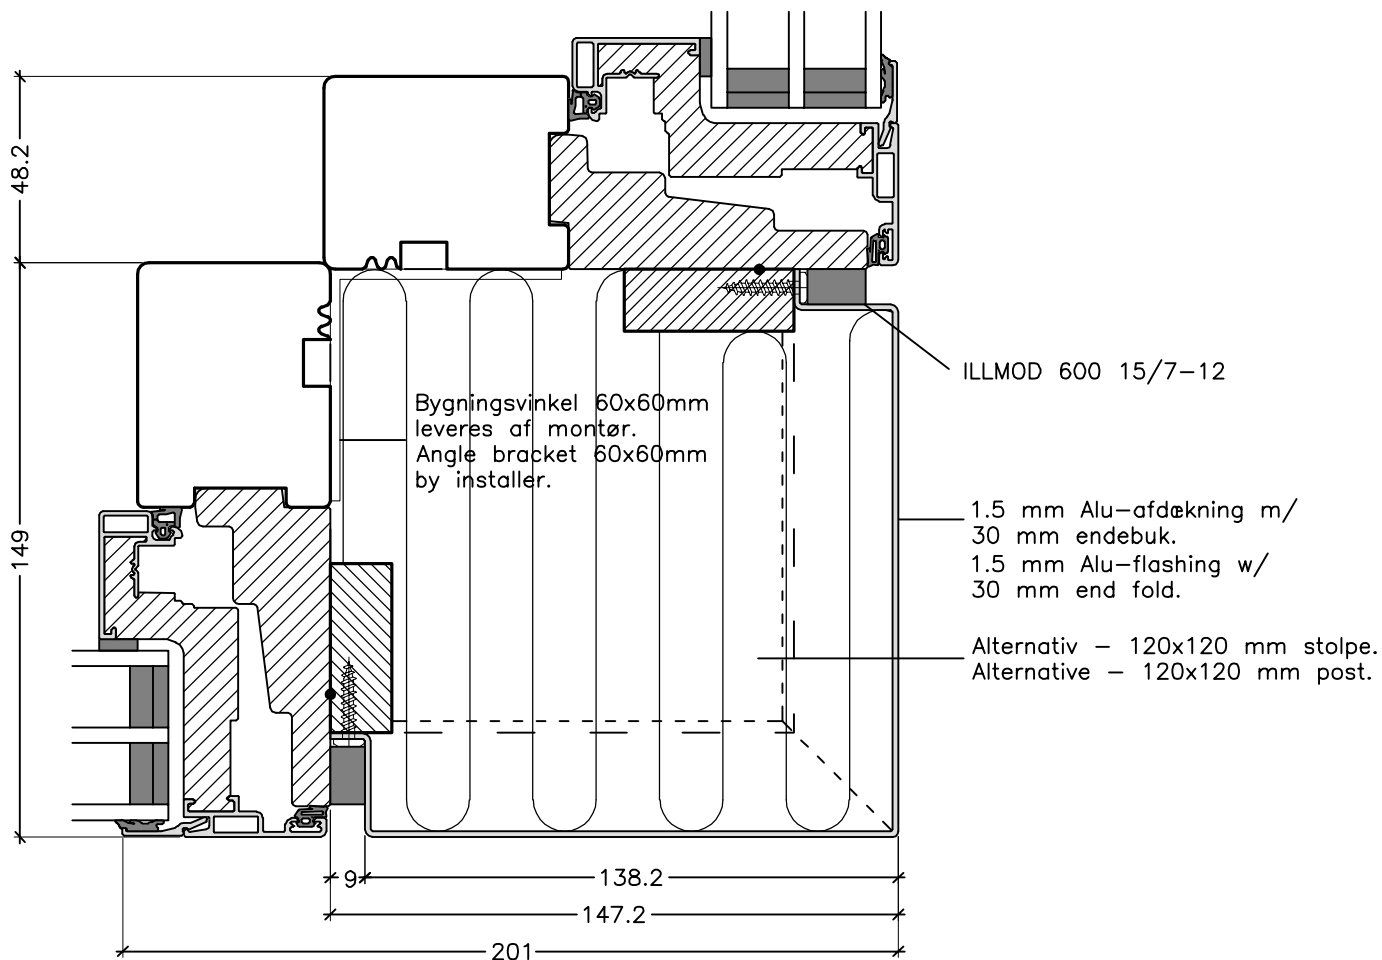 48.2
149
ILLMOD 600 15/7-12
Bygningsvinkel 60x60mm
leveres af montør.
Angle bracket 60x60mm
by installer.
1.5 mm Alu-afdækning m/
30 mm endebuk.
1.5 mm Alu-flashing w/
30 mm end fold.
Alternativ - 120x120 mm stolpe.
Alternative - 120x120 mm post.
9
138.2
147.2
201